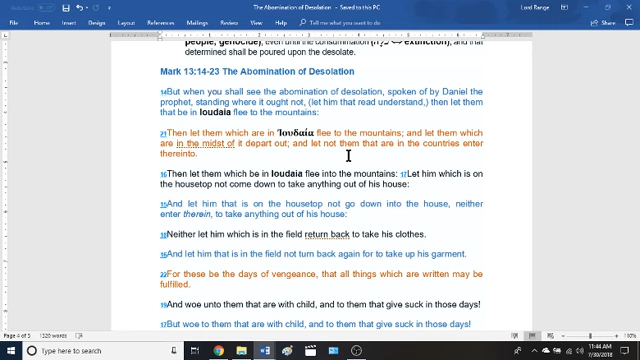 The Abomination of Desolation - Saved to this PC
Lord Range
File Home Insert Draw Design Layout References Mailings Review View Help Tell me what you want to do
people, genocide), even until the consummation extinction), and that
determined shall be poured upon the desolate.
Mark 13:14-23 The Abomination of Desolation
14But when you shall see the abomination of desolation, spoken of by Daniel the
prophet, standing where it ought not, (let him that read understand,) then let them
that be in Ioudaia flee to the mountains:
21Then let them which are in Ἰουδαία flee to the mountains; and let them which
are in the midst of it depart out; and let not them that are in the countries enter
thereinto.
16Then let them which be in Ioudaia flee into the mountains: 17Let him which is on
the housetop not come down to take anything out of his house:
15And let him that is on the housetop not go down into the house, neither
enter therein, to take anything out of his house:
18Neither let him which is in the field return back to take his clothes.
16And let him that is in the field not turn back again for to take up his garment.
22For these be the days of vengeance, that all things which are written may be
fulfilled.
19And woe unto them that are with child, and to them that give suck in those days!
17But woe to them that are with child, and to them that give suck in those days!
Page 4 of 5 1320 words
110%
Type here to search
11:44 AM
7/30/2018